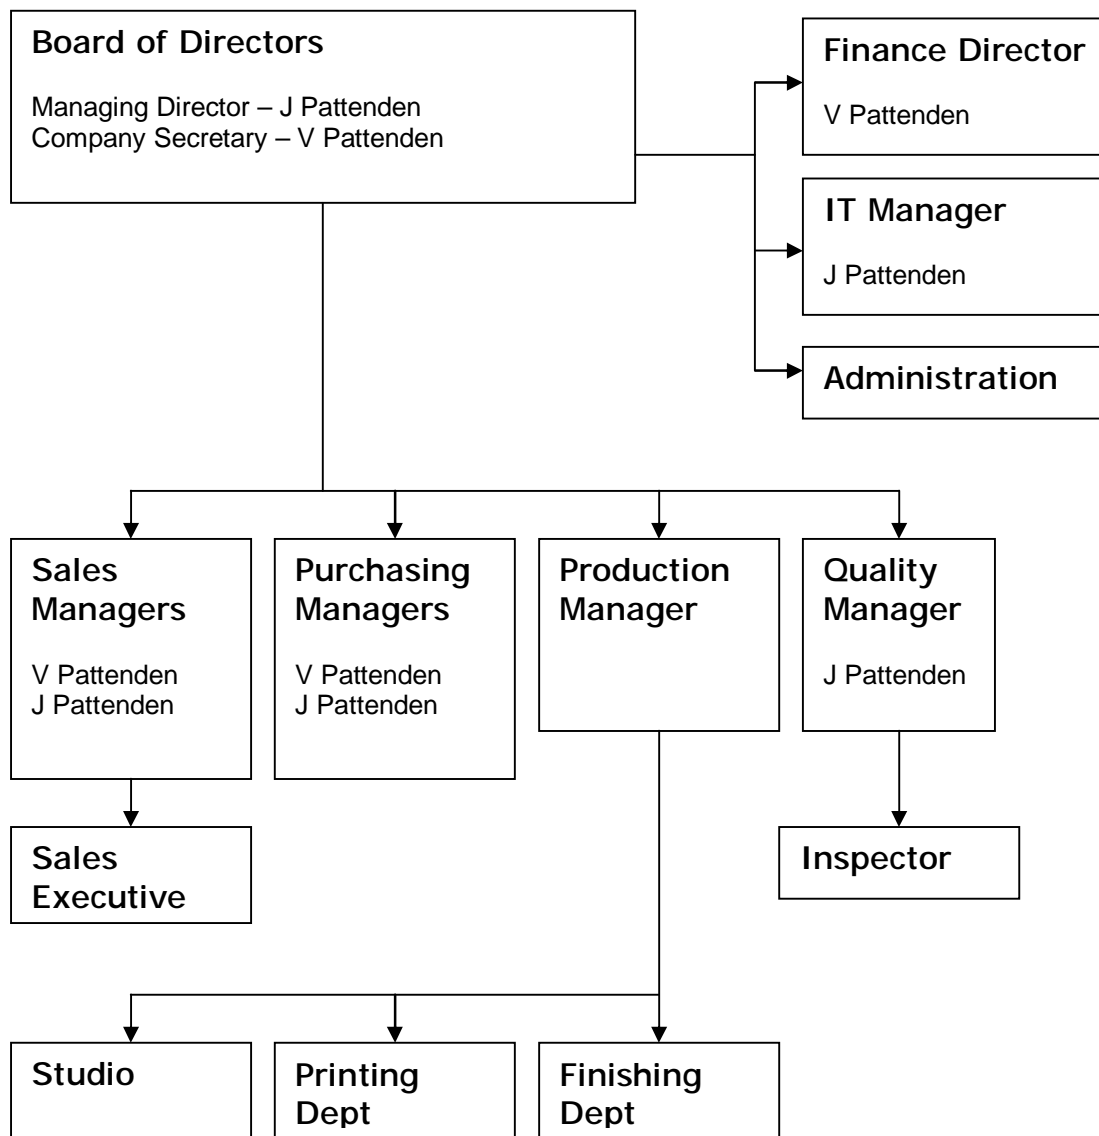 Board of Directors
Managing Director – J Pattenden
Company Secretary – V Pattenden
Finance Director
V Pattenden
IT Manager
J Pattenden
Administration
Sales
Managers
V Pattenden
J Pattenden
Purchasing
Managers
V Pattenden
J Pattenden
Production
Manager
Quality
Manager
J Pattenden
Sales
Executive
Inspector
Studio
Printing
Dept
Finishing
Dept